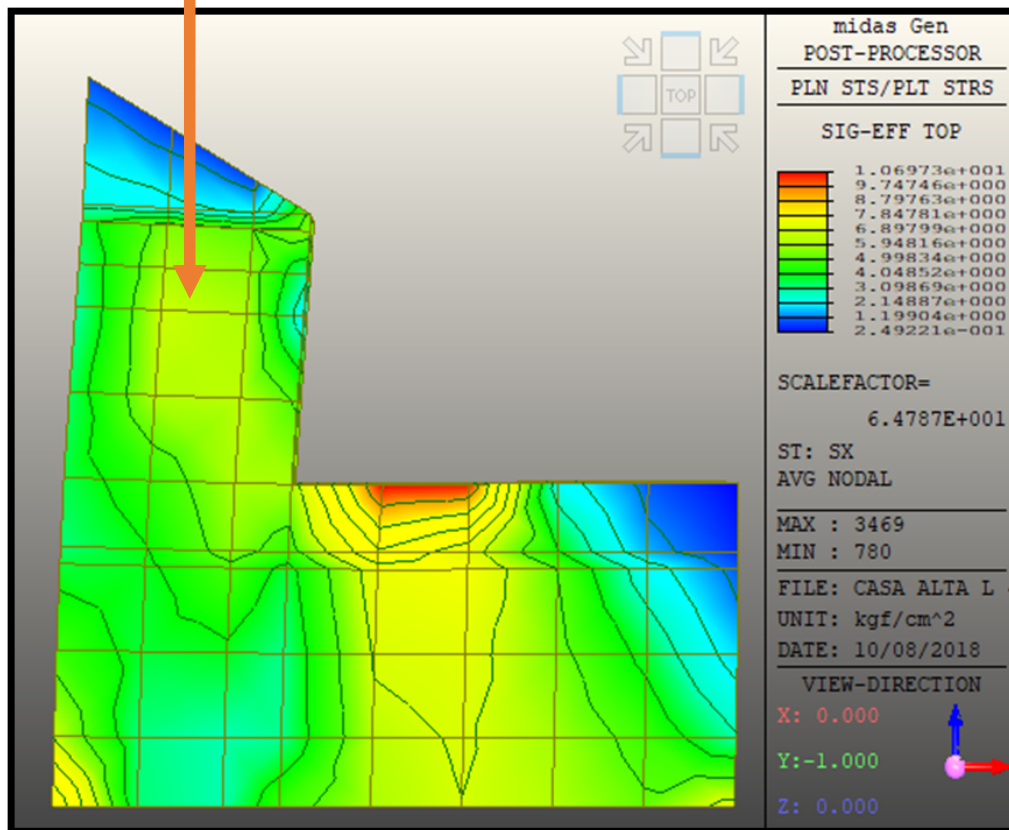 TOP
midas Gen
POST-PROCESSOR
PLN STS/PLT STRS
SIG-EFF TOP
1.06973e+001
9.74746e+000
8.79763e+000
7.84781e+000
6.89799e+000
5.94816e+000
4.99834e+000
4.04852e+000
3.09869e+000
2.14887e+000
1.19904e+000
2.49221e-001
SCALEFACTOR=
6.4787E+001
ST: SX
AVG NODAL
MAX : 3469
MIN : 780
FILE: CASA ALTA L
UNIT: kgf/cm^2
DATE: 10/08/2018
VIEW-DIRECTION
X: 0.000
Y:-1.000
Z: 0.000